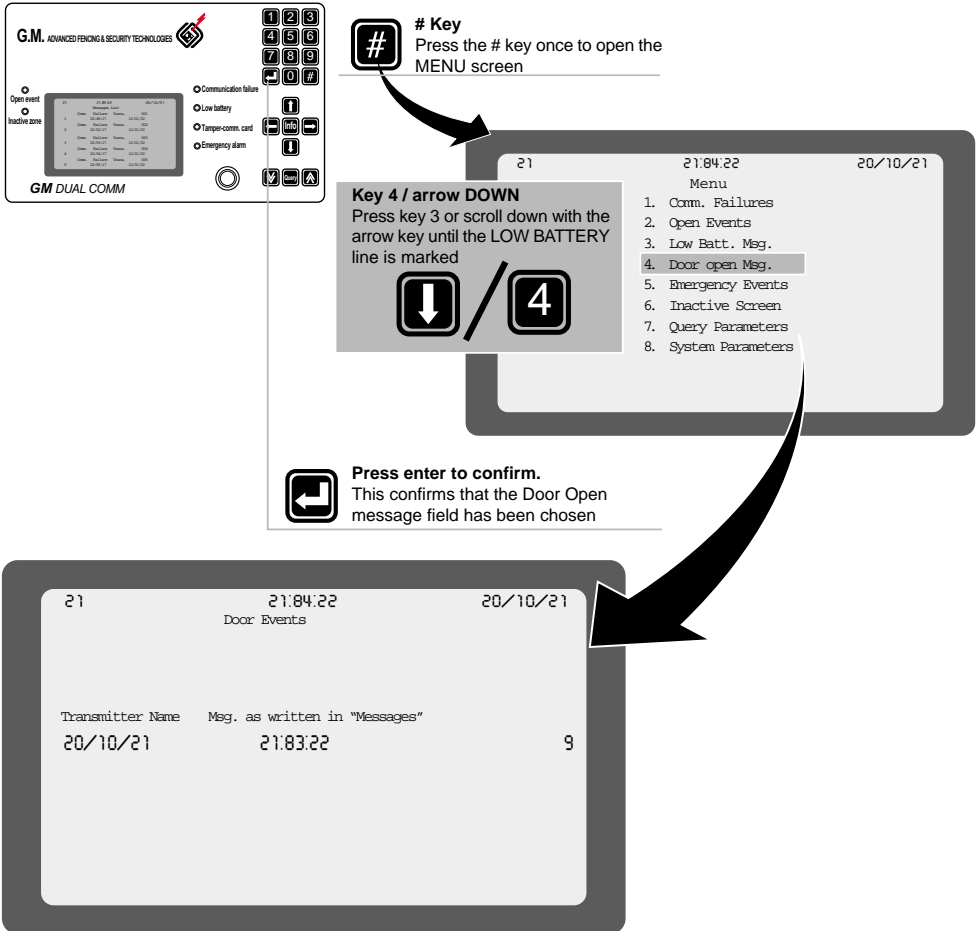 G.M. ADVANCED FENCING & SECURITY TECHNOLOGIES
1 2 3
4 5 6
7 8 9
0 #
Open event
Inactive zone
Messages List
Communication failure
Low battery
Tamper-comm. card
Emergency alarm
Info
Query
GM DUAL COMM
#
# Key
Press the # key once to open the
MENU screen
21 21:84:22 20/10/21
Menu
1. Comm. Failures
2. Open Events
3. Low Batt. Msg.
4. Door open Msg.
5. Emergency Events
6. Inactive Screen
7. Query Parameters
8. System Parameters
Key 4 / arrow DOWN
Press key 3 or scroll down with the
arrow key until the LOW BATTERY
line is marked
/ 4
Press enter to confirm.
This confirms that the Door Open
message field has been chosen
21 21:84:22 20/10/21
Door Events
Transmitter Name Msg. as written in “Messages”
20/10/21 21:83:22 9